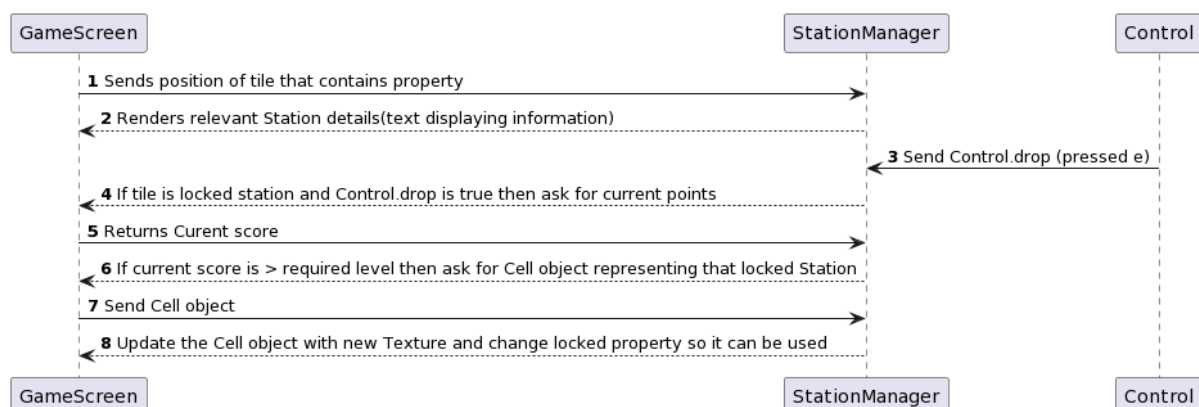 GameScreen StationManager Control
1 Sends position of tile that contains property
2 Renders relevant Station details(text displaying information)
3 Send Control.drop (pressed e)
4 If tile is locked station and Control.drop is true then ask for current points
5 Returns Curent score
6 If current score is > required level then ask for Cell object representing that locked Station
7 Send Cell object
8 Update the Cell object with new Texture and change locked property so it can be used
GameScreen StationManager Control